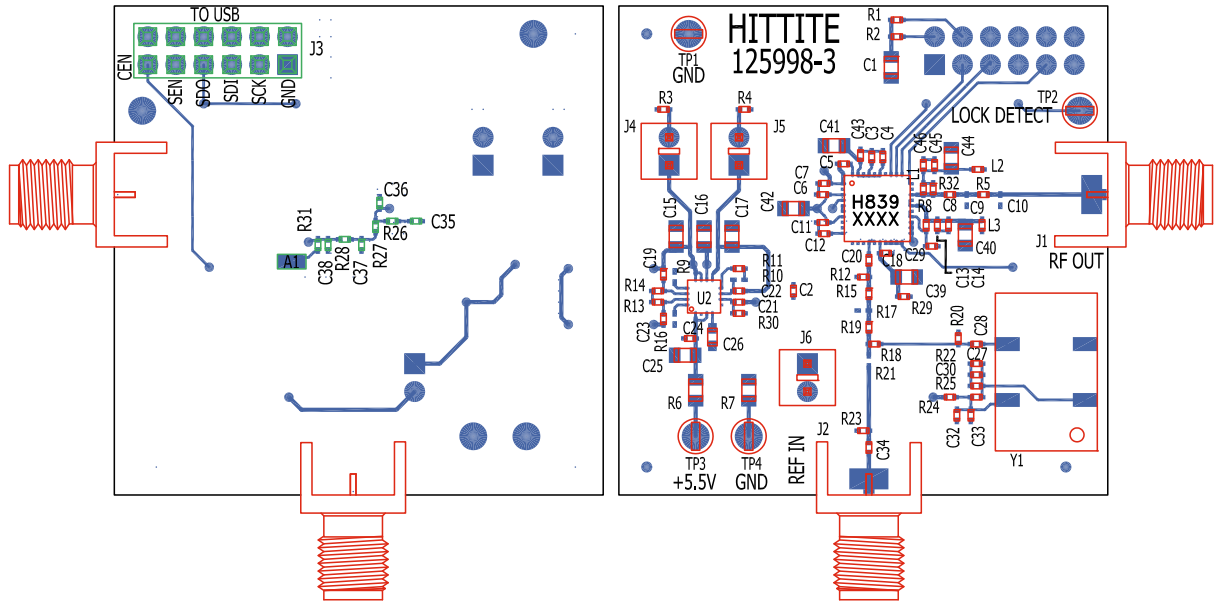 TO USB
J3
CEN
SEN
SDO
SDI
SCK
GND
C36
C35
R26
R31
A1
C38
R28
C37
R27
HITTITE
125998-3
TP1
GND
R1
R2
C1
TP2
LOCK DETECT
R3
R4
J4
J5
C41
C43
C3
C4
C46
C45
C44
L2
C5
C7
C6
L1
R32
R5
C42
H839
XXXX
R8
C8
C9
C10
C15
C16
C17
C11
C12
L3
C40
J1
RF OUT
C19
R9
R11
R10
C20
C18
C29
C13
C14
R14
R13
U2
C22
C21
R30
C2
R12
R15
C39
R29
C23
R16
C24
C25
C26
J6
R17
R19
R18
R21
R20
C28
R22
C27
C30
R25
R24
C32
C33
Y1
R6
R7
R23
J2
C34
TP3
+5.5V
TP4
GND
REF IN